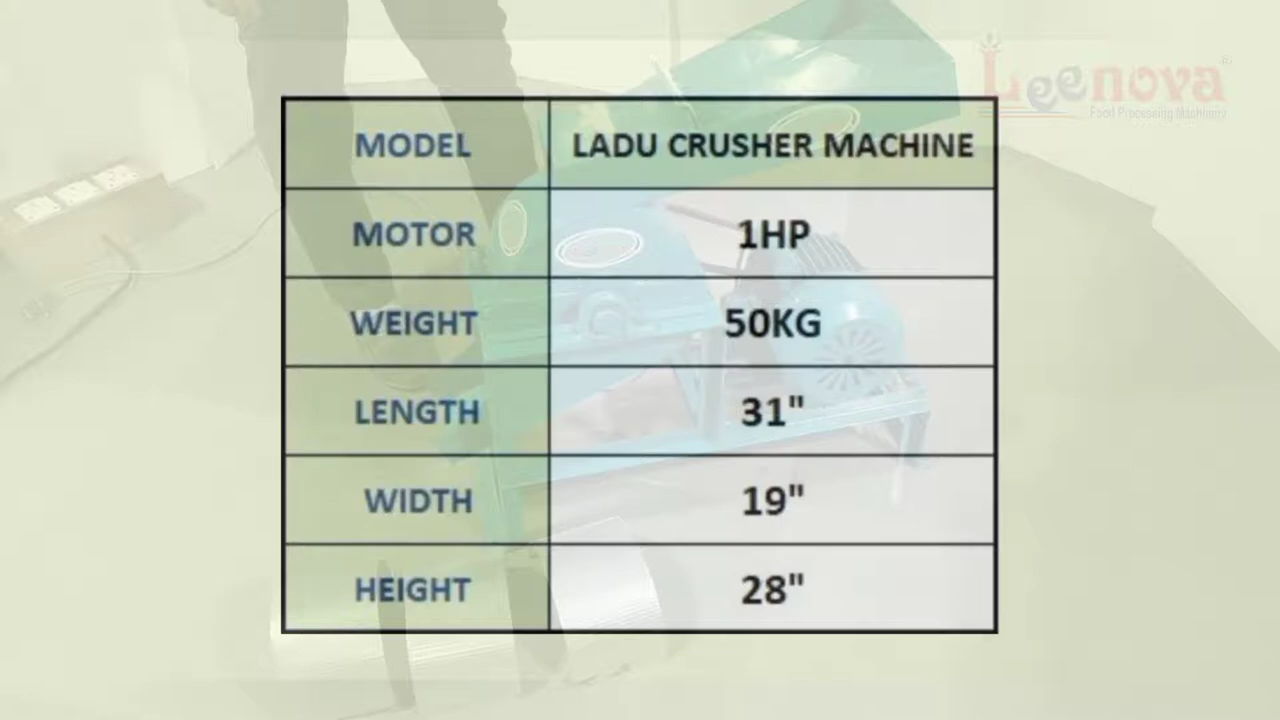 Leenova®
Food Processing Machinery
MODEL LADU CRUSHER MACHINE
MOTOR 1HP
WEIGHT 50KG
LENGTH 31"
WIDTH 19"
HEIGHT 28"